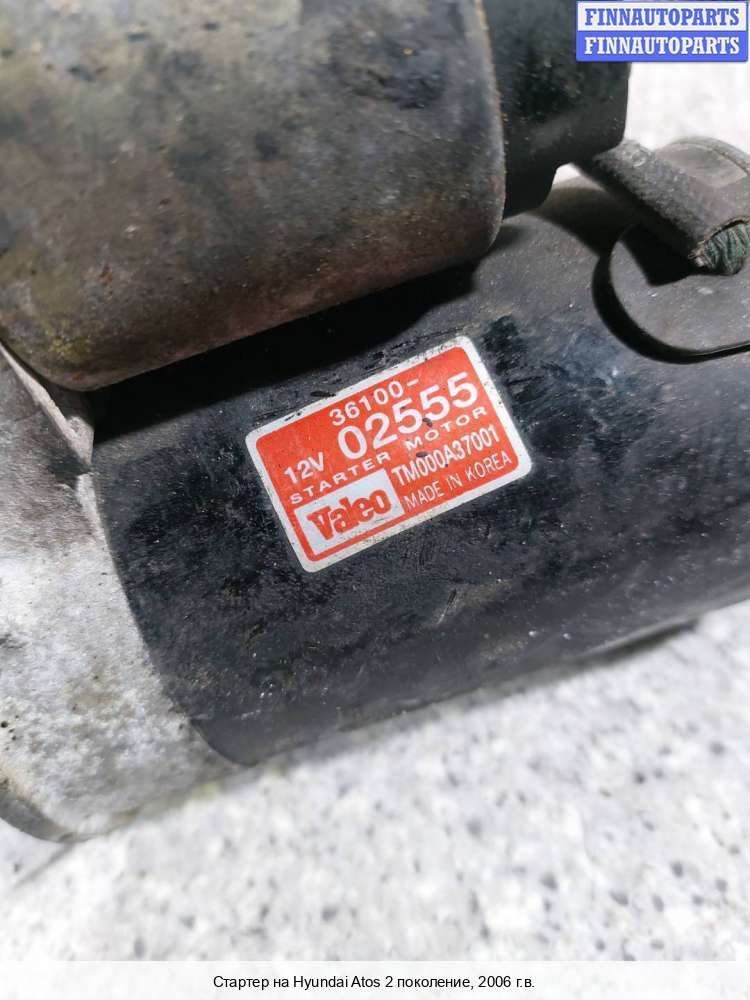 FINNAUTOPARTS
FINNAUTOPARTS
36100-
12V 02555
STARTER MOTOR
Valeo TM000A37001
MADE IN KOREA
Стартер на Hyundai Atos 2 поколение, 2006 г.в.